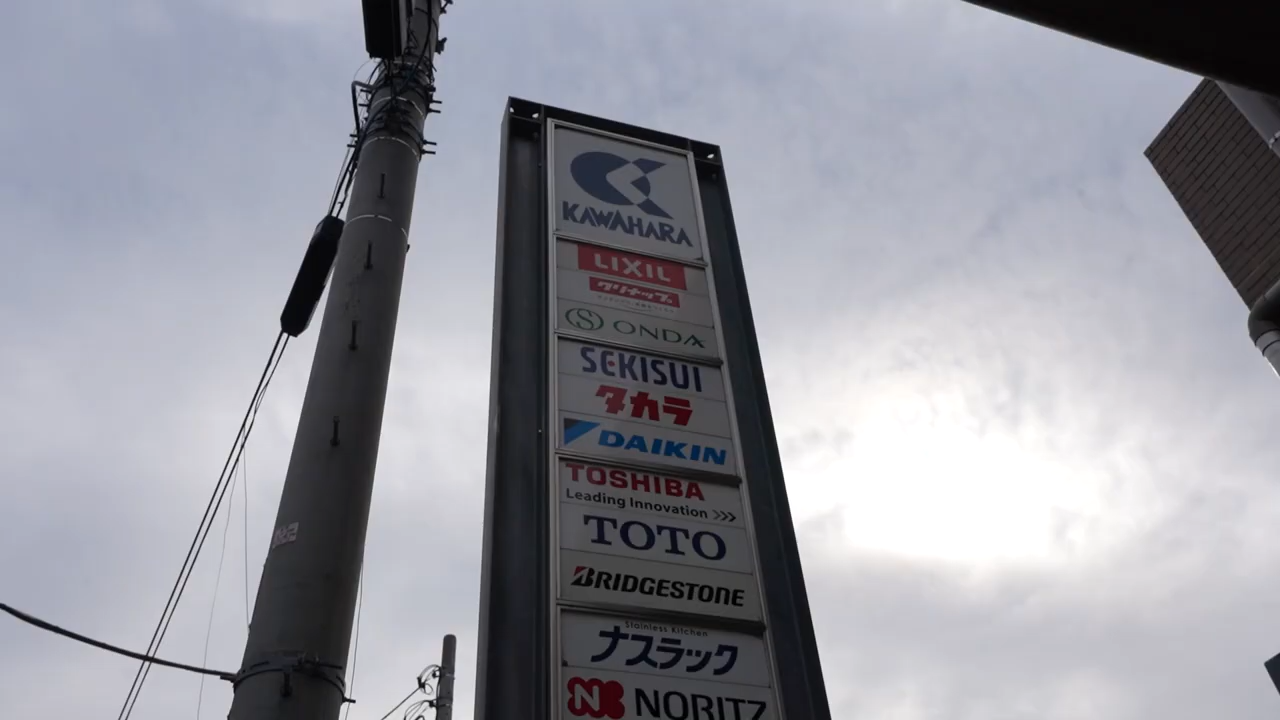 KAWAHARA
LIXIL
クリナップ
ONDA
SEKISUI
タカラ
DAIKIN
TOSHIBA
Leading Innovation >>>
TOTO
BRIDGESTONE
Stainless Kitchen
ナスラック
N NORITZ